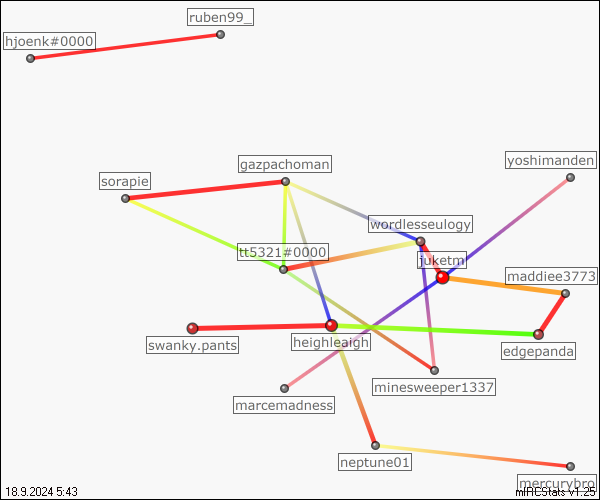 ruben99_
hjoenk#0000
yoshimanden
gazpachoman
sorapie
wordlesseulogy
tt5321#0000
juketm
maddiee3773
swanky.pants
heighleargh
edgepanda
minesweeper1337
marcemadness
neptune01
mercurybro
18.9.2024 5:43
mIRCStats v1.25